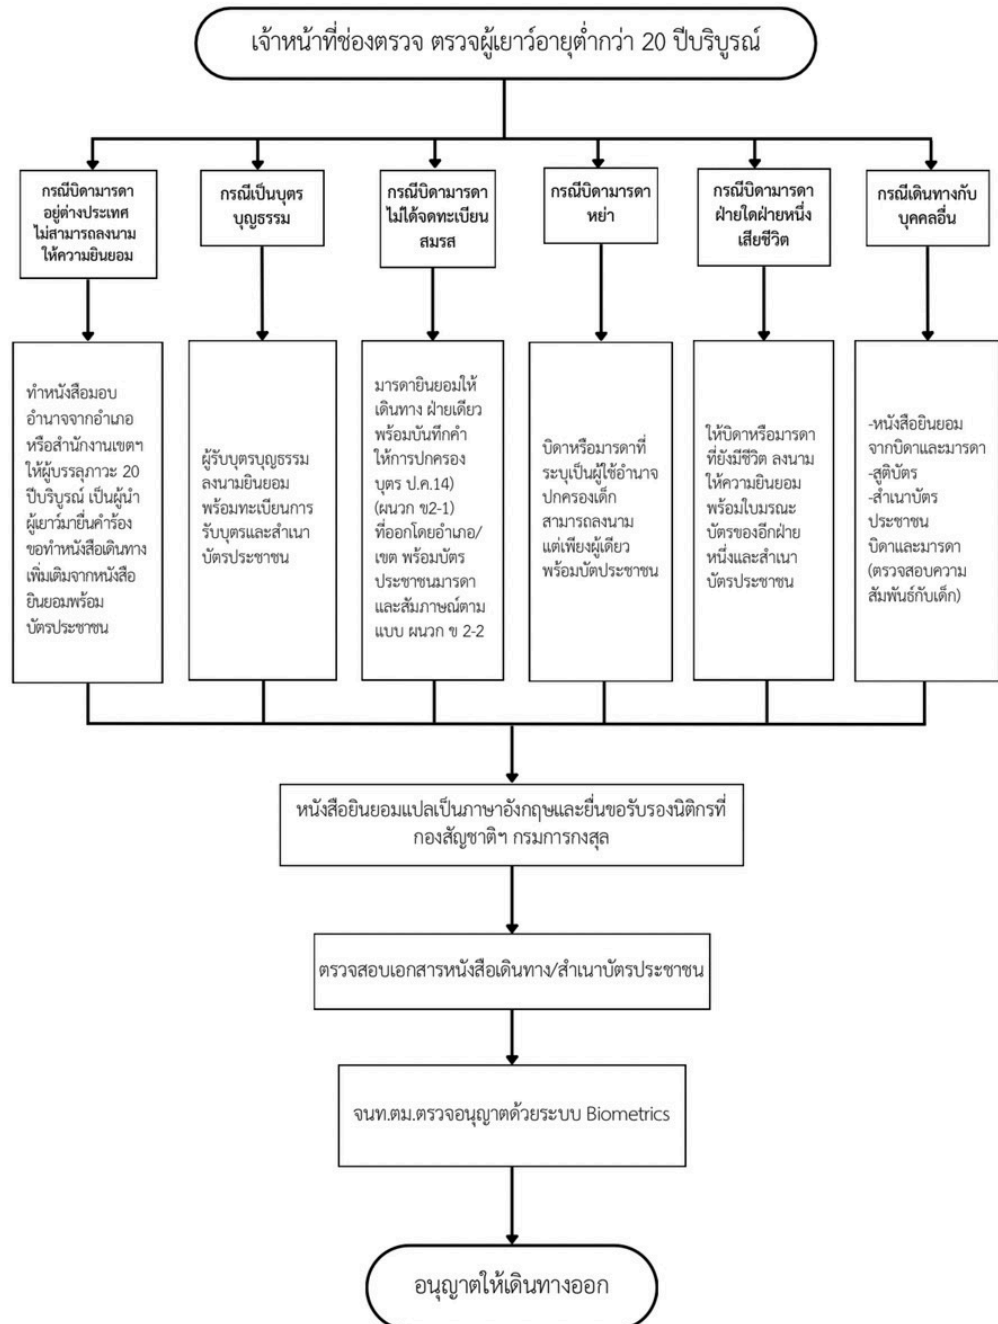 เจ้าหน้าที่ช่องตรวจ ตรวจผู้เยาว์อายุต่ำกว่า 20 ปีบริบูรณ์
กรณีบิดามารดา
อยู่ต่างประเทศ
ไม่สามารถลงนาม
ให้ความยินยอม
กรณีเป็นบุตร
บุญธรรม
กรณีบิดามารดา
ไม่ได้จดทะเบียน
สมรส
กรณีบิดามารดา
หย่า
กรณีบิดามารดา
ฝ่ายใดฝ่ายหนึ่ง
เสียชีวิต
กรณีเดินทางกับ
บุคคลอื่น
ทำหนังสือมอบ
อำนาจจากอำเภอ
หรือสำนักงานเขตฯ
ให้ผู้บรรลุภาวะ 20
ปีบริบูรณ์ เป็นผู้นำ
ผู้เยาว์มายื่นคำร้อง
ขอทำหนังสือเดินทาง
เพิ่มเติมจากหนังสือ
ยินยอมพร้อม
บัตรประชาชน
ผู้รับบุตรบุญธรรม
ลงนามยินยอม
พร้อมทะเบียนการ
รับบุตรและสำเนา
บัตรประชาชน
มารดายินยอมให้
เดินทาง ฝ่ายเดียว
พร้อมบันทึกคำ
ให้การปกครอง
บุตร ป.ค.14)
(ผนวก ข2-1)
ที่ออกโดยอำเภอ/
เขต พร้อมบัตร
ประชาชนมารดา
และสัมภาษณ์ตาม
แบบ ผนวก ข 2-2
บิดาหรือมารดาที่
ระบุเป็นผู้ใช้อำนาจ
ปกครองเด็ก
สามารถลงนาม
แต่เพียงผู้เดียว
พร้อมบัตประชาชน
ให้บิดาหรือมารดา
ที่ยังมีชีวิต ลงนาม
ให้ความยินยอม
พร้อมใบมรณะ
บัตรของอีกฝ่าย
หนึ่งและสำเนา
บัตรประชาชน
-หนังสือยินยอม
จากบิดาและมารดา
-สูติบัตร
-สำเนาบัตร
ประชาชน
บิดาและมารดา
(ตรวจสอบความ
สัมพันธ์กับเด็ก)
หนังสือยินยอมแปลเป็นภาษาอังกฤษและยื่นขอรับรองนิติกรที่
กองสัญชาติฯ กรมการกงสุล
ตรวจสอบเอกสารหนังสือเดินทาง/สำเนาบัตรประชาชน
จนท.ตม.ตรวจอนุญาตด้วยระบบ Biometrics
อนุญาตให้เดินทางออก